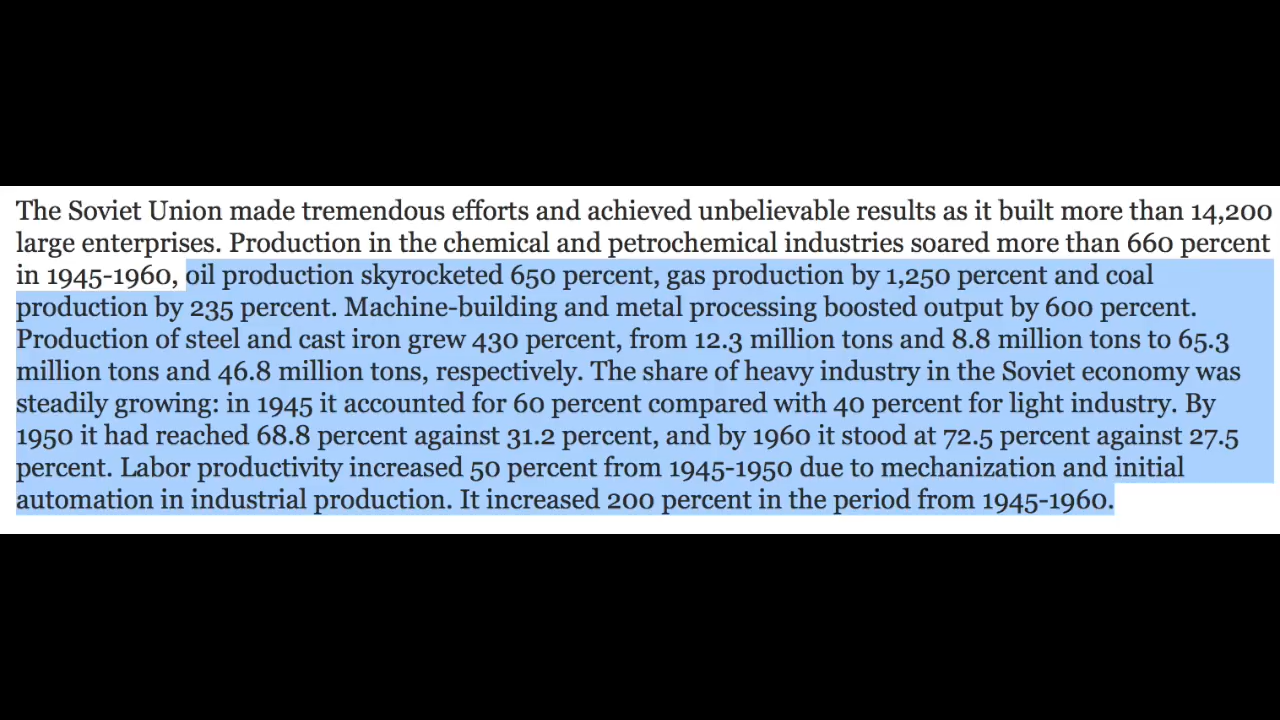 The Soviet Union made tremendous efforts and achieved unbelievable results as it built more than 14,200
large enterprises. Production in the chemical and petrochemical industries soared more than 660 percent
in 1945-1960, oil production skyrocketed 650 percent, gas production by 1,250 percent and coal
production by 235 percent. Machine-building and metal processing boosted output by 600 percent.
Production of steel and cast iron grew 430 percent, from 12.3 million tons and 8.8 million tons to 65.3
million tons and 46.8 million tons, respectively. The share of heavy industry in the Soviet economy was
steadily growing: in 1945 it accounted for 60 percent compared with 40 percent for light industry. By
1950 it had reached 68.8 percent against 31.2 percent, and by 1960 it stood at 72.5 percent against 27.5
percent. Labor productivity increased 50 percent from 1945-1950 due to mechanization and initial
automation in industrial production. It increased 200 percent in the period from 1945-1960.